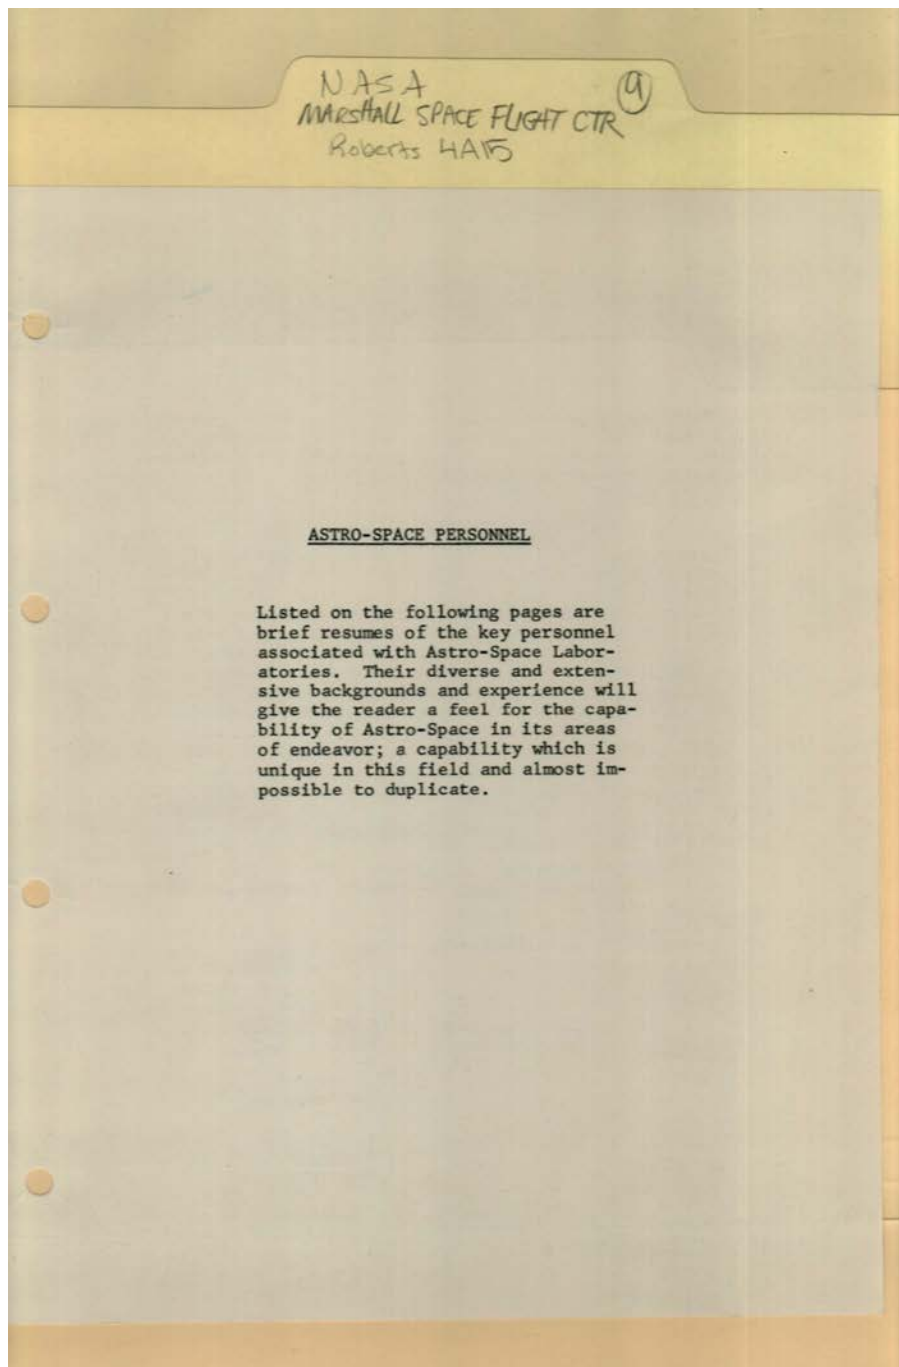 NASA
9
MARSHALL SPACE FLIGHT CTR
Roberts 4A15
ASTRO-SPACE PERSONNEL
Listed on the following pages are
brief resumes of the key personnel
associated with Astro-Space Labor-
atories.  Their diverse and exten-
sive backgrounds and experience will
give the reader a feel for the capa-
bility of Astro-Space in its areas
of endeavor; a capability which is
unique in this field and almost im-
possible to duplicate.